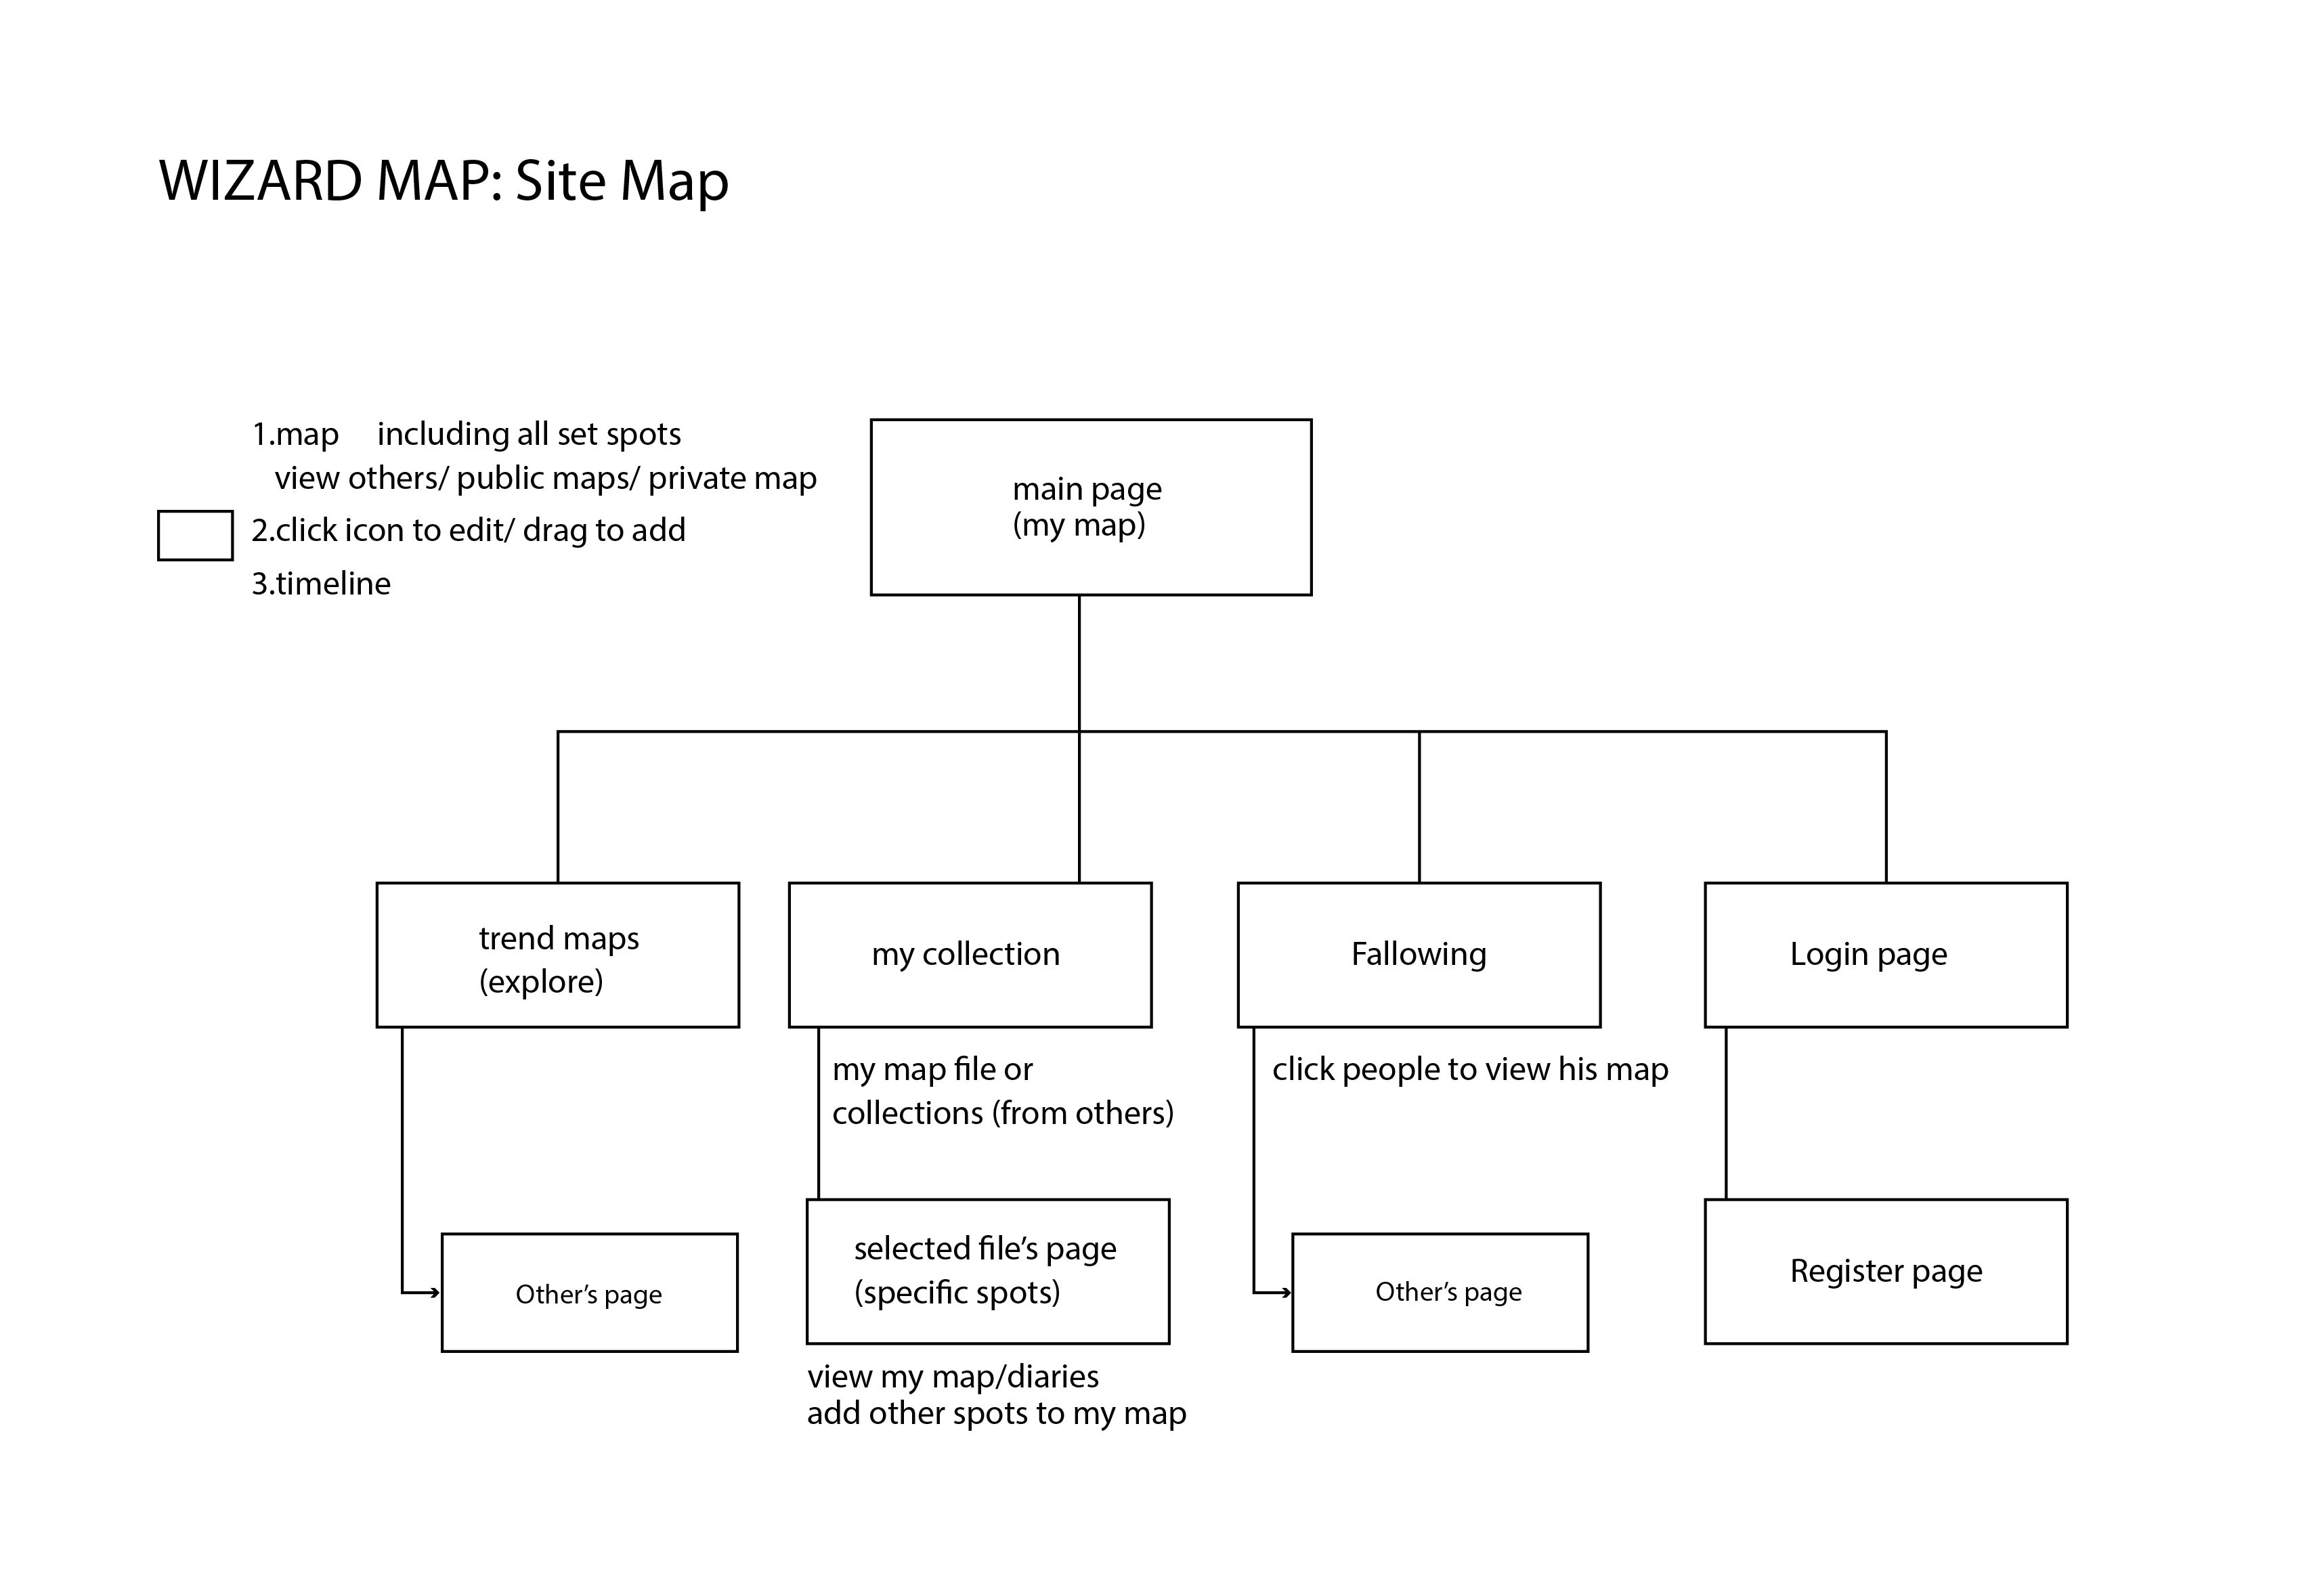 WIZARD MAP: Site Map
1.map including all set spots
view others/ public maps/ private map
2.click icon to edit/ drag to add
3.timeline
main page
(my map)
trend maps
(explore)
my collection
Fallowing
Login page
my map file or
collections (from others)
click people to view his map
Other’s page
selected file’s page
(specific spots)
Other’s page
Register page
view my map/diaries
add other spots to my map